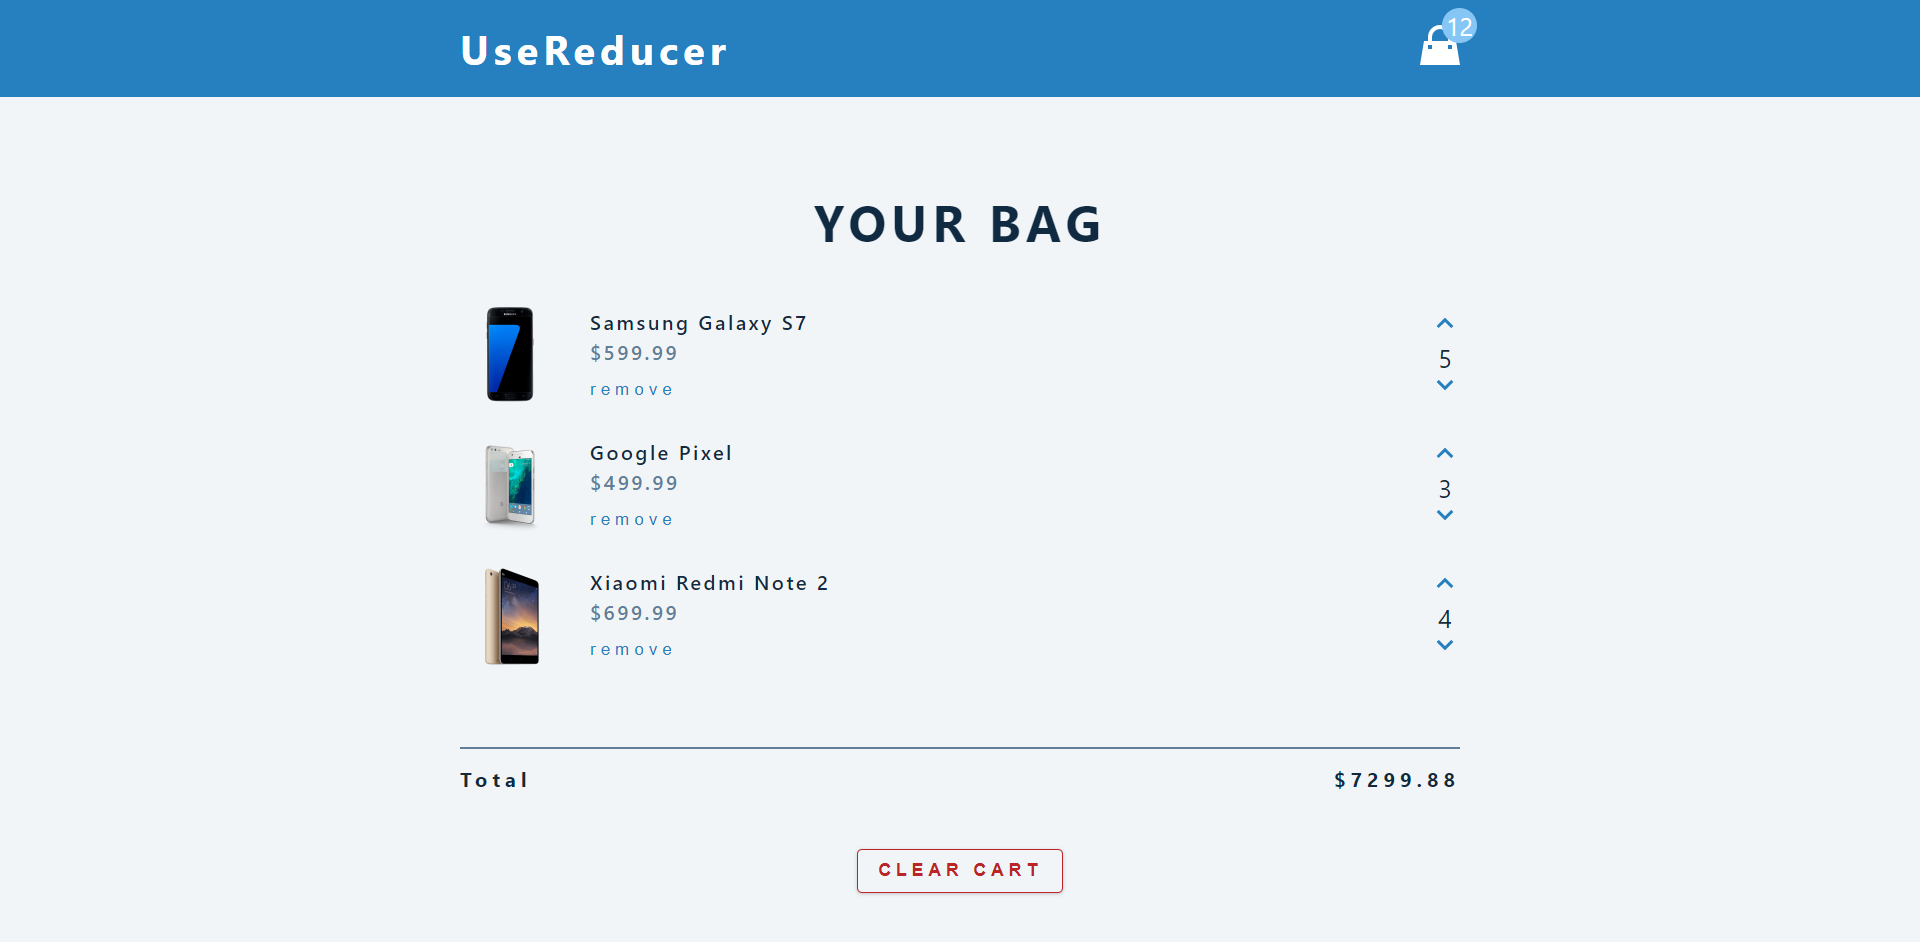 UseReducer
12
YOUR BAG
Samsung Galaxy S7
$599.99
remove
5
Google Pixel
$499.99
remove
3
Xiaomi Redmi Note 2
$699.99
remove
4
Total
$7299.88
CLEAR CART